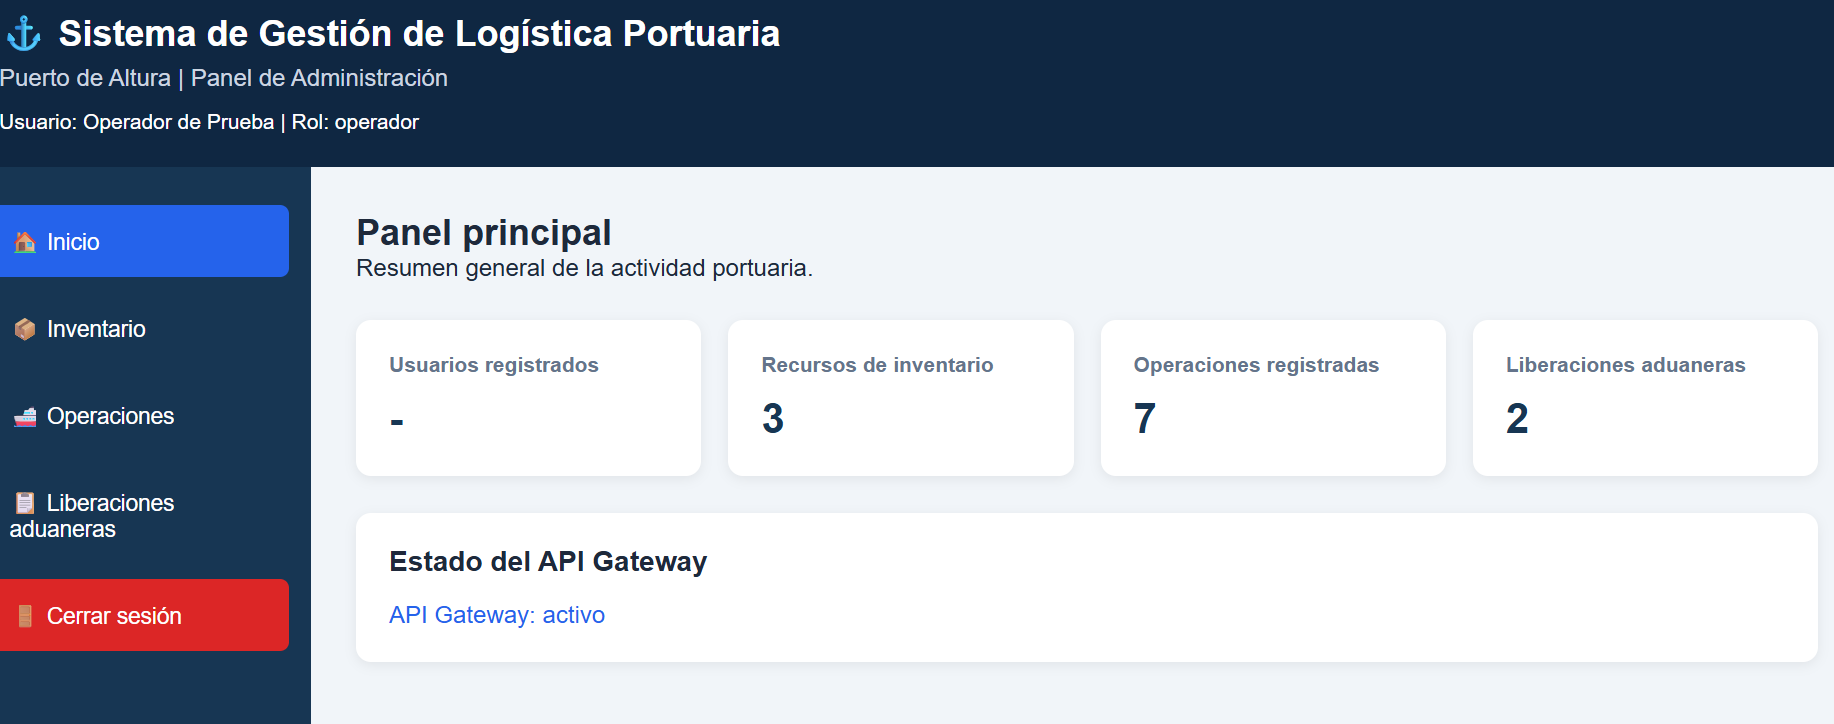 Sistema de Gestión de Logística Portuaria
Puerto de Altura | Panel de Administración
Usuario: Operador de Prueba | Rol: operador
Inicio
Inventario
Operaciones
Liberaciones
aduaneras
Cerrar sesión
Panel principal
Resumen general de la actividad portuaria.
Usuarios registrados
-
Recursos de inventario
3
Operaciones registradas
7
Liberaciones aduaneras
2
Estado del API Gateway
API Gateway: activo